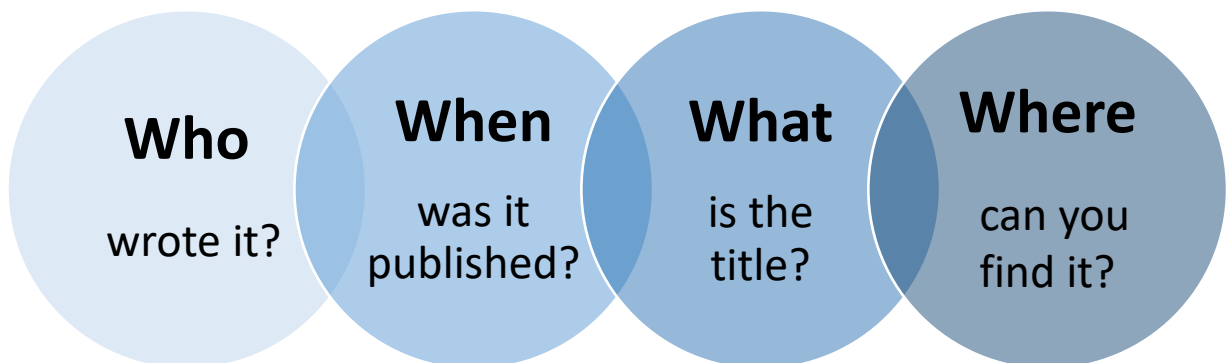 Who
wrote it?
When
was it
published?
What
is the
title?
Where
can you
find it?